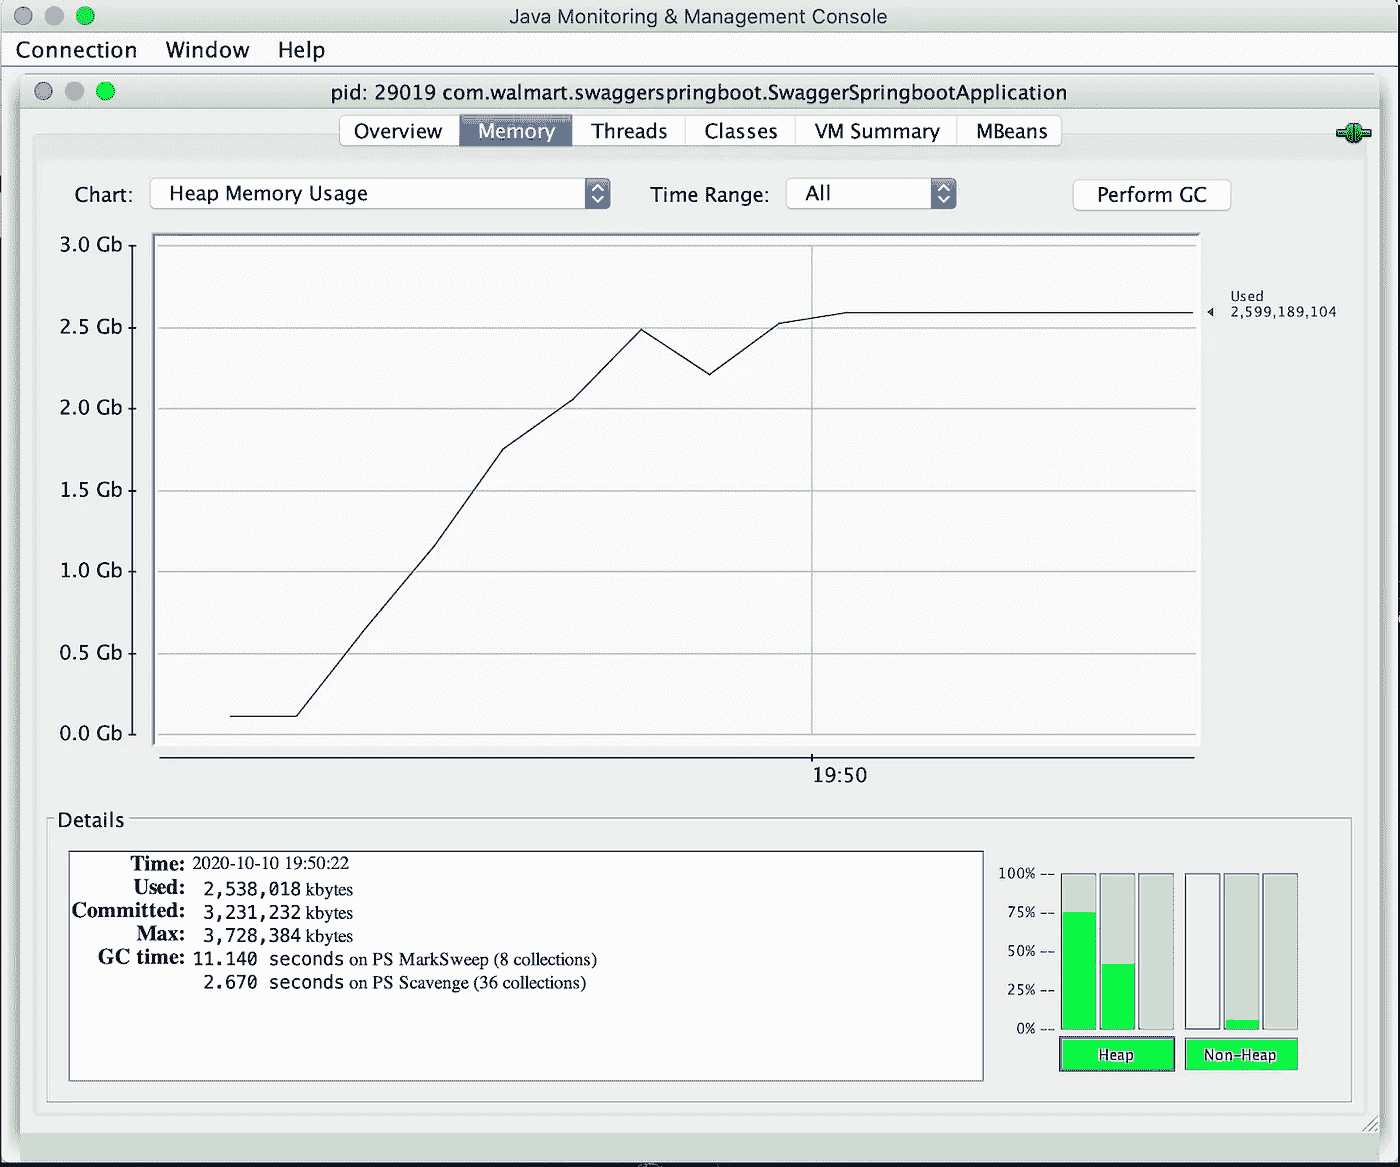 Java Monitoring & Management Console
Connection Window Help
pid: 29019 com.walmart.swaggerspringboot.SwaggerSpringbootApplication
Overview Memory Threads Classes VM Summary MBeans
Chart: Heap Memory Usage Time Range: All Perform GC
3.0 Gb
Used
2,599,189,104
2.5 Gb
2.0 Gb
1.5 Gb
1.0 Gb
0.5 Gb
0.0 Gb
19:50
Details
Time: 2020-10-10 19:50:22
Used: 2,538,018 kbytes
Committed: 3,231,232 kbytes
Max: 3,728,384 kbytes
GC time: 11.140 seconds on PS MarkSweep (8 collections)
2.670 seconds on PS Scavenge (36 collections)
100% --
75% --
50% --
25% --
0% --
Heap Non-Heap